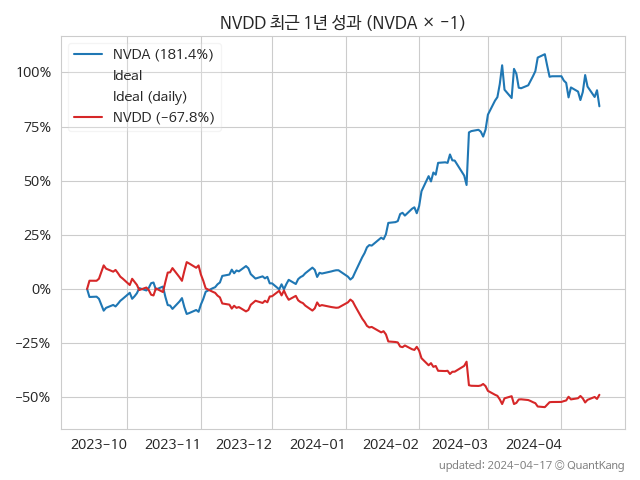 NVDD 최근 1년 성과 (NVDA × −1)
NVDA (181.4%)
Ideal
Ideal (daily)
NVDD (−67.8%)
100%
75%
50%
25%
0%
−25%
−50%
2023−10
2023−11
2023−12
2024−01
2024−02
2024−03
2024−04
updated: 2024−04−17 © QuantKang